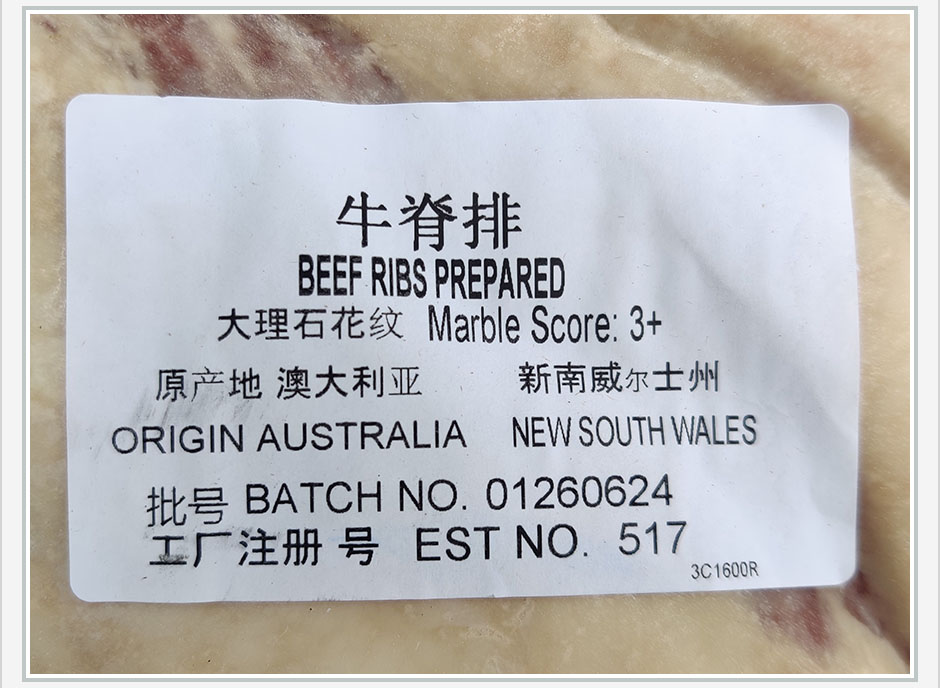 牛脊排
BEEF RIBS PREPARED
大理石花纹 Marble Score: 3+
原产地 澳大利亚 新南威尔士州
ORIGIN AUSTRALIA NEW SOUTH WALES
批号 BATCH NO. 01260624
工厂注册 号 EST NO. 517
3C1600R